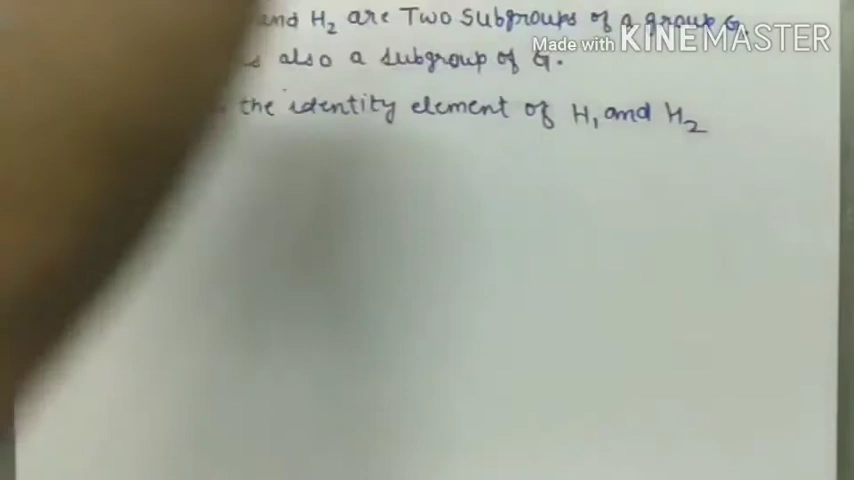 and H₂ are Two subgroups of a group G.
Made with KINEMASTER
also a subgroup of G.
the identity element of H₁ and H₂